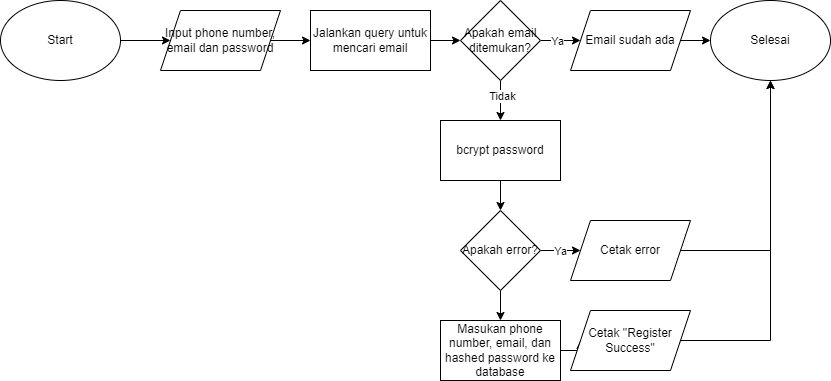 Start
Input phone number,
email dan password
Jalankan query untuk
mencari email
Apakah email
ditemukan?
Ya
Email sudah ada
Selesai
Tidak
bcrypt password
Apakah error?
Ya
Cetak error
Masukan phone
number, email, dan
hashed password ke
database
Cetak "Register
Success"